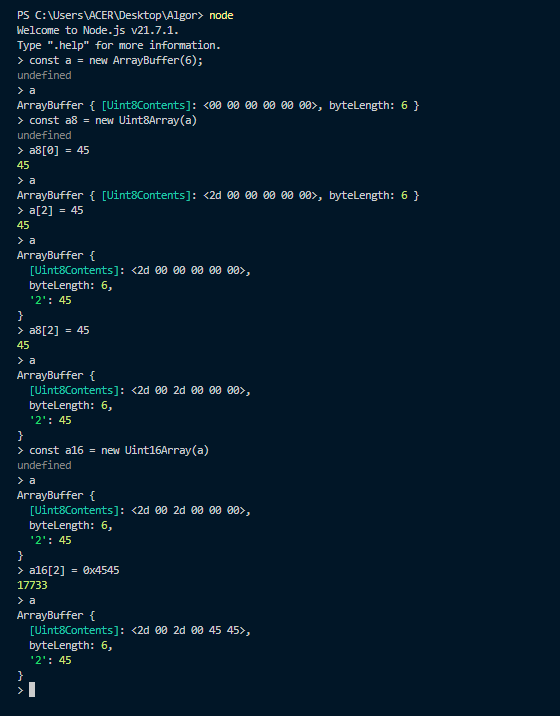 PS C:\Users\ACER\Desktop\Algor> node
Welcome to Node.js v21.7.1.
Type ".help" for more information.
> const a = new ArrayBuffer(6);
undefined
> a
ArrayBuffer { [Uint8Contents]: <00 00 00 00 00 00>, byteLength: 6 }
> const a8 = new Uint8Array(a)
undefined
> a8[0] = 45
45
> a
ArrayBuffer { [Uint8Contents]: <2d 00 00 00 00 00>, byteLength: 6 }
> a[2] = 45
45
> a
ArrayBuffer {
  [Uint8Contents]: <2d 00 00 00 00 00>,
  byteLength: 6,
  '2': 45
}
> a8[2] = 45
45
> a
ArrayBuffer {
  [Uint8Contents]: <2d 00 2d 00 00 00>,
  byteLength: 6,
  '2': 45
}
> const a16 = new Uint16Array(a)
undefined
> a
ArrayBuffer {
  [Uint8Contents]: <2d 00 2d 00 00 00>,
  byteLength: 6,
  '2': 45
}
> a16[2] = 0x4545
17733
> a
ArrayBuffer {
  [Uint8Contents]: <2d 00 2d 00 45 45>,
  byteLength: 6,
  '2': 45
}
>